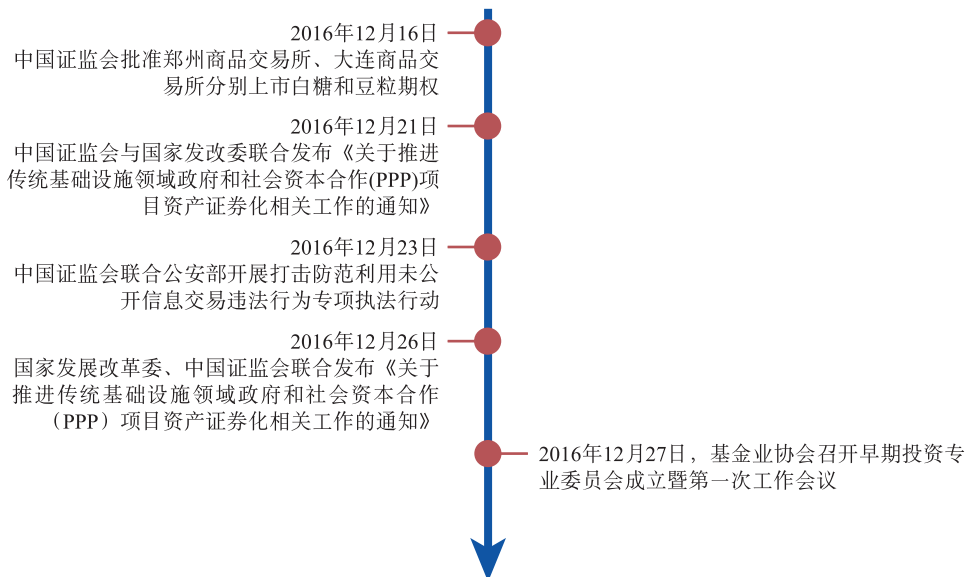 2016年12月16日
中国证监会批准郑州商品交易所、大连商品交
易所分别上市白糖和豆粒期权
2016年12月21日
中国证监会与国家发改委联合发布《关于推进
传统基础设施领域政府和社会资本合作(PPP)项
目资产证券化相关工作的通知》
2016年12月23日
中国证监会联合公安部开展打击防范利用未公
开信息交易违法行为专项执法行动
2016年12月26日
国家发展改革委、中国证监会联合发布《关于
推进传统基础设施领域政府和社会资本合作
（PPP）项目资产证券化相关工作的通知》
2016年12月27日，基金业协会召开早期投资专
业委员会成立暨第一次工作会议